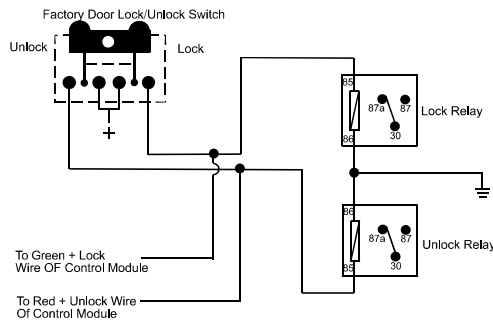 Factory Door Lock/Unlock Switch
Unlock
Lock
+
85
87a
87
30
86
Lock Relay
86
87a
87
30
85
Unlock Relay
To Green + Lock
Wire OF Control Module
To Red + Unlock Wire
Of Control Module